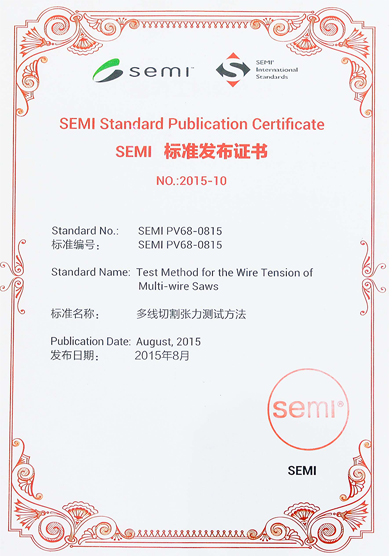 semi™
SEMI™
International
Standards
SEMI Standard Publication Certificate
SEMI 标准发布证书
NO.:2015-10
Standard No.: SEMI PV68-0815
标准编号: SEMI PV68-0815
Standard Name: Test Method for the Wire Tension of
Multi-wire Saws
标准名称: 多线切割张力测试方法
Publication Date: August, 2015
发布日期: 2015年8月
semi®
SEMI